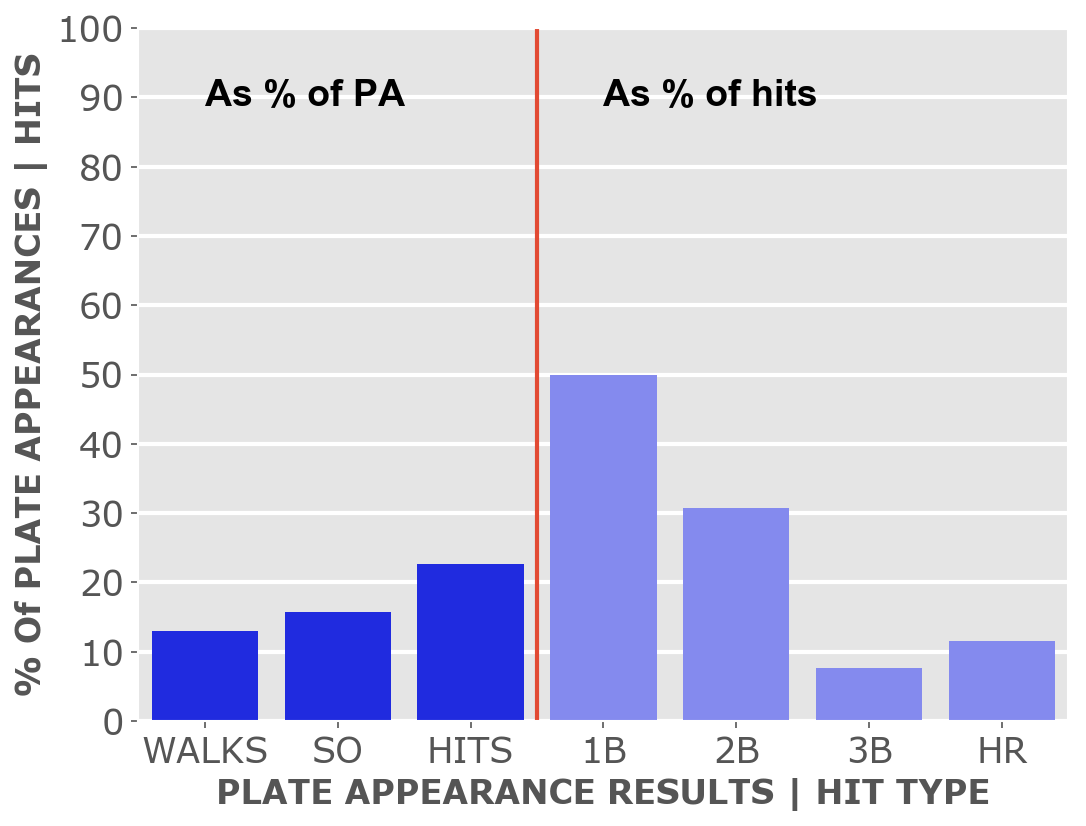 % Of PLATE APPEARANCES | HITS
100
90
80
70
60
50
40
30
20
10
0
As % of PA
As % of hits
WALKS SO HITS 1B 2B 3B HR
PLATE APPEARANCE RESULTS | HIT TYPE